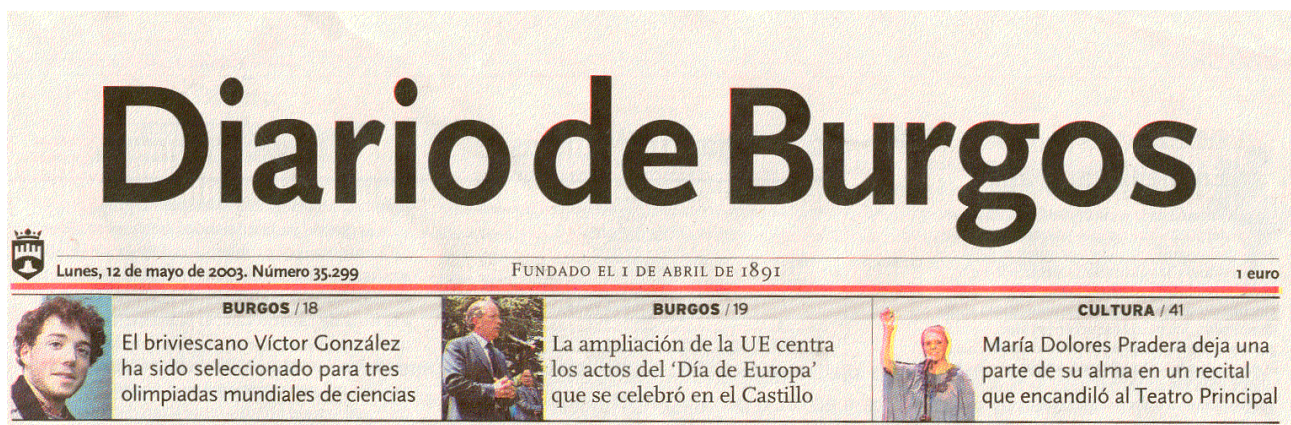 Diario de Burgos
Lunes, 12 de mayo de 2003. Número 35.299
FUNDADO EL 1 DE ABRIL DE 1891
1 euro
BURGOS / 18
El briviescano Víctor González
ha sido seleccionado para tres
olimpiadas mundiales de ciencias
BURGOS / 19
La ampliación de la UE centra
los actos del ‘Día de Europa’
que se celebró en el Castillo
CULTURA / 41
María Dolores Pradera deja una
parte de su alma en un recital
que encandiló al Teatro Principal